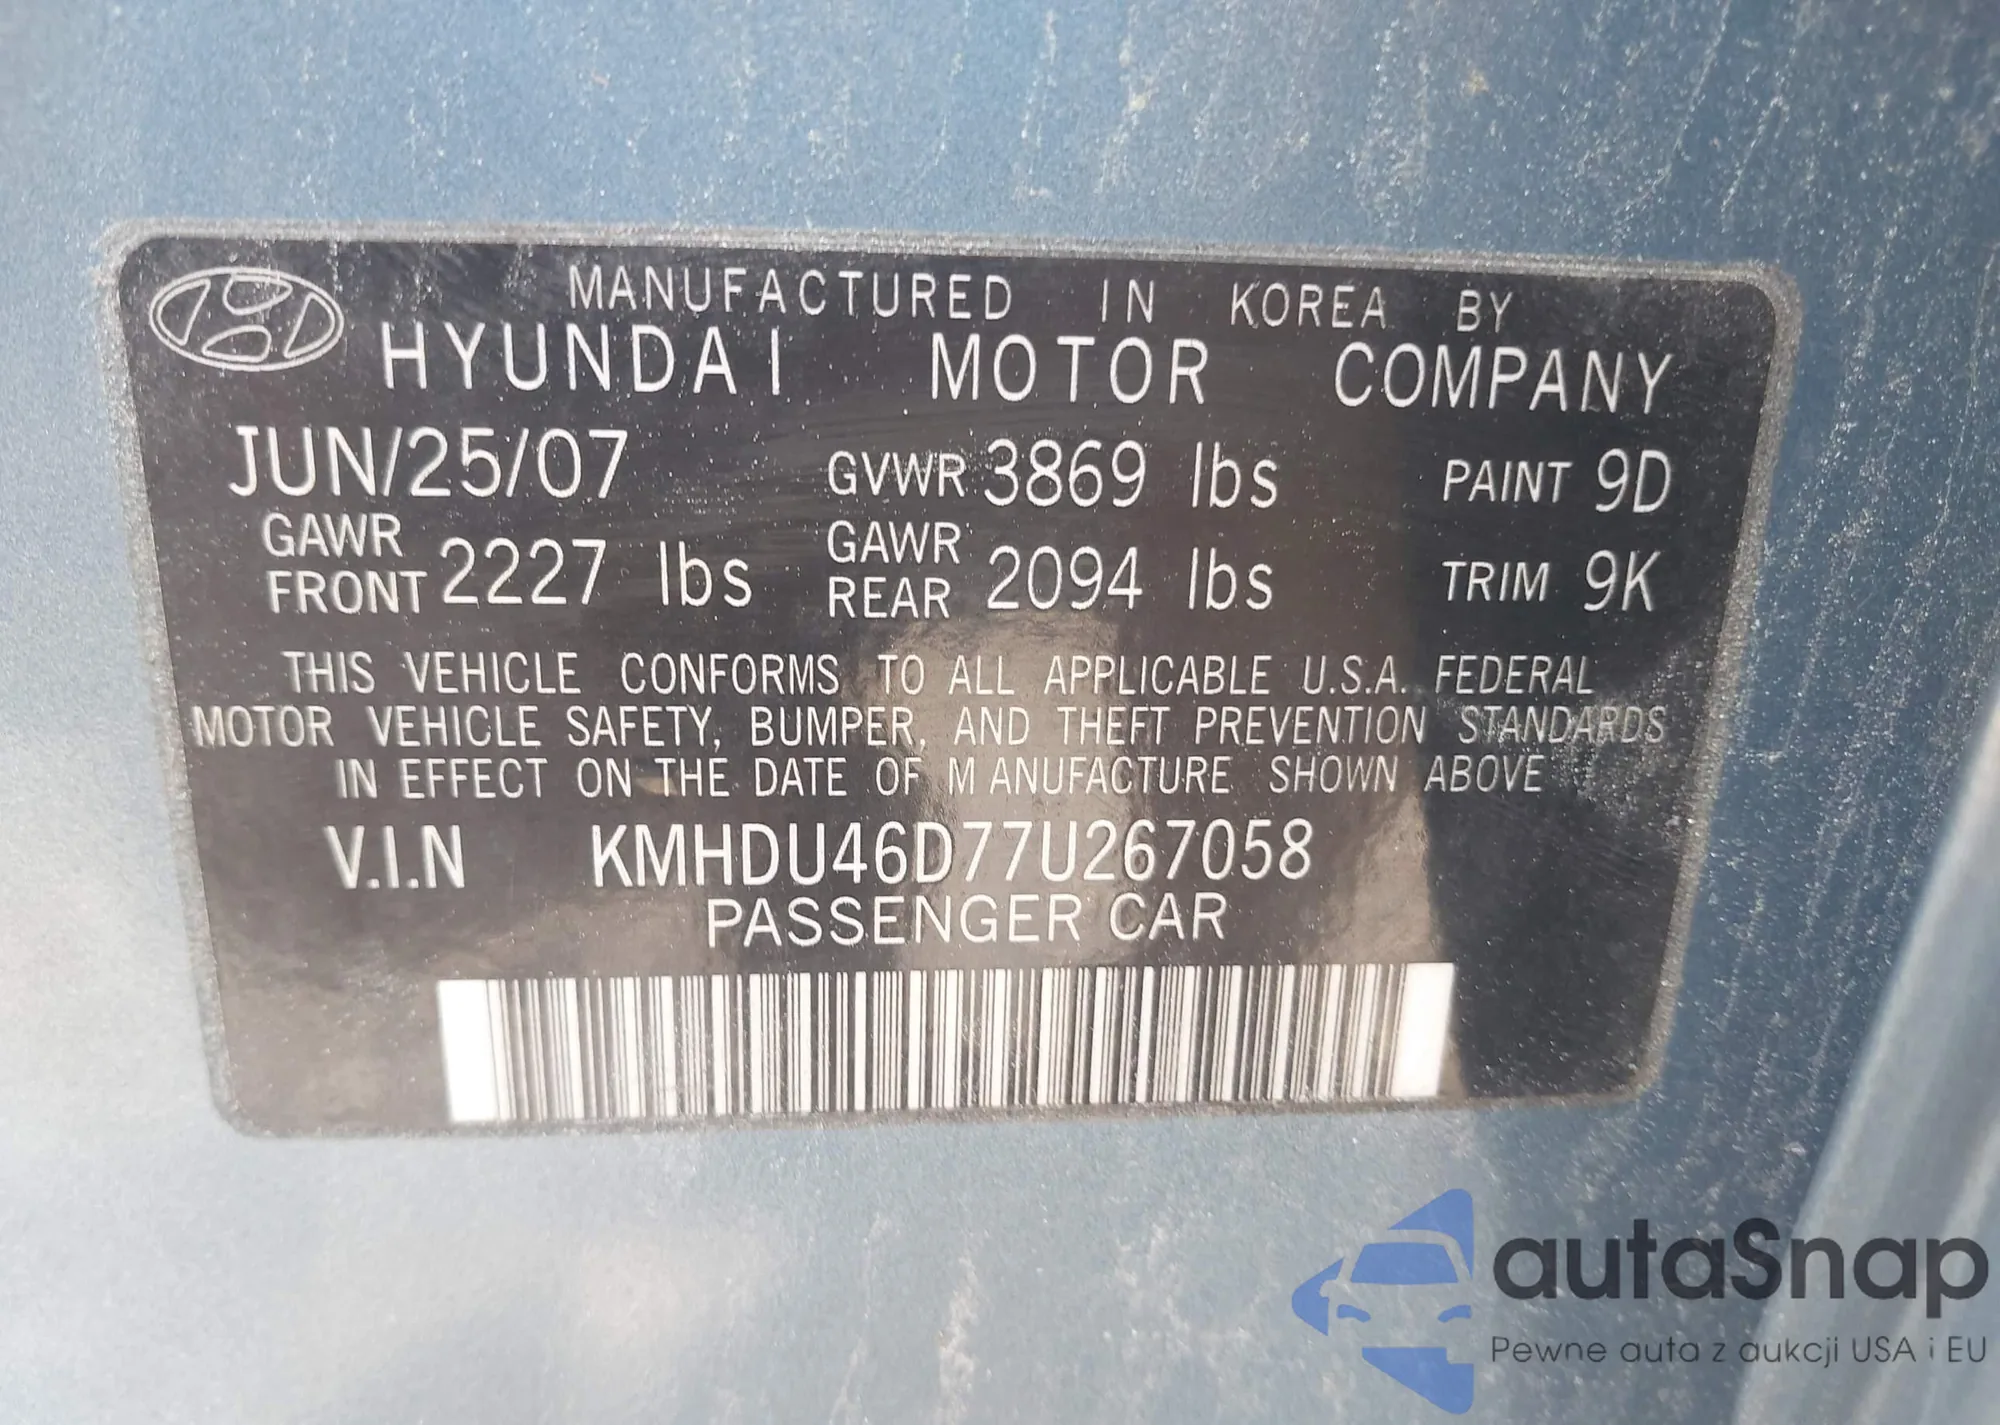 MANUFACTURED IN KOREA BY
HYUNDAI MOTOR COMPANY
JUN/25/07 GVWR 3869 lbs PAINT 9D
GAWR FRONT 2227 lbs GAWR REAR 2094 lbs TRIM 9K
THIS VEHICLE CONFORMS TO ALL APPLICABLE U.S.A. FEDERAL
MOTOR VEHICLE SAFETY, BUMPER, AND THEFT PREVENTION STANDARDS
IN EFFECT ON THE DATE OF MANUFACTURE SHOWN ABOVE
V.I.N KMHDU46D77U267058
PASSENGER CAR
autaSnap
Pewne auta z aukcji USA i EU